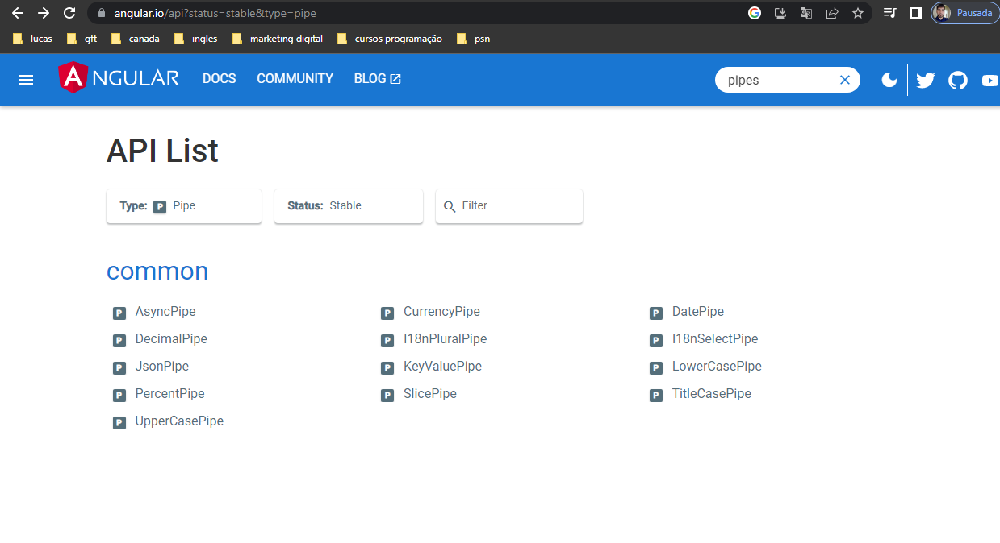 angular.io/api?status=stable&type=pipe
Pausada
lucas gft canada ingles marketing digital cursos programação psn
A NGULAR DOCS COMMUNITY BLOG pipes
API List
Type: P Pipe Status: Stable Filter
common
P AsyncPipe P CurrencyPipe P DatePipe
P DecimalPipe P I18nPluralPipe P I18nSelectPipe
P JsonPipe P KeyValuePipe P LowerCasePipe
P PercentPipe P SlicePipe P TitleCasePipe
P UpperCasePipe